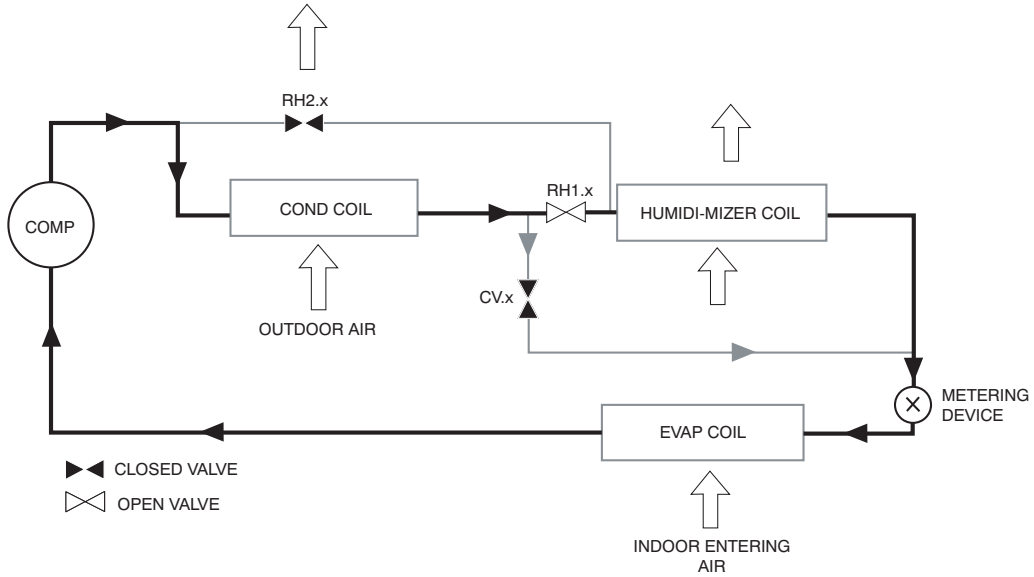 RH2.x
COMP
COND COIL
RH1.x
HUMIDI-MIZER COIL
CV.x
OUTDOOR AIR
METERING
DEVICE
EVAP COIL
CLOSED VALVE
OPEN VALVE
INDOOR ENTERING
AIR